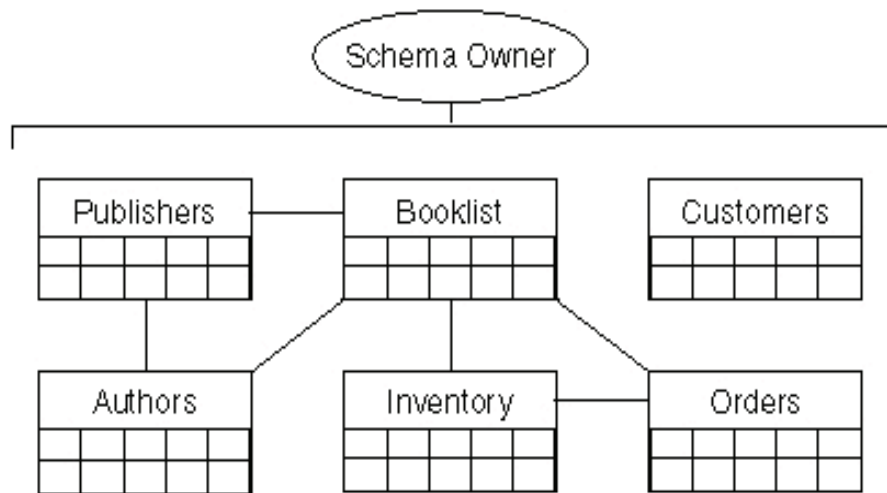 Schema Owner
Publishers
Booklist
Customers
Authors
Inventory
Orders